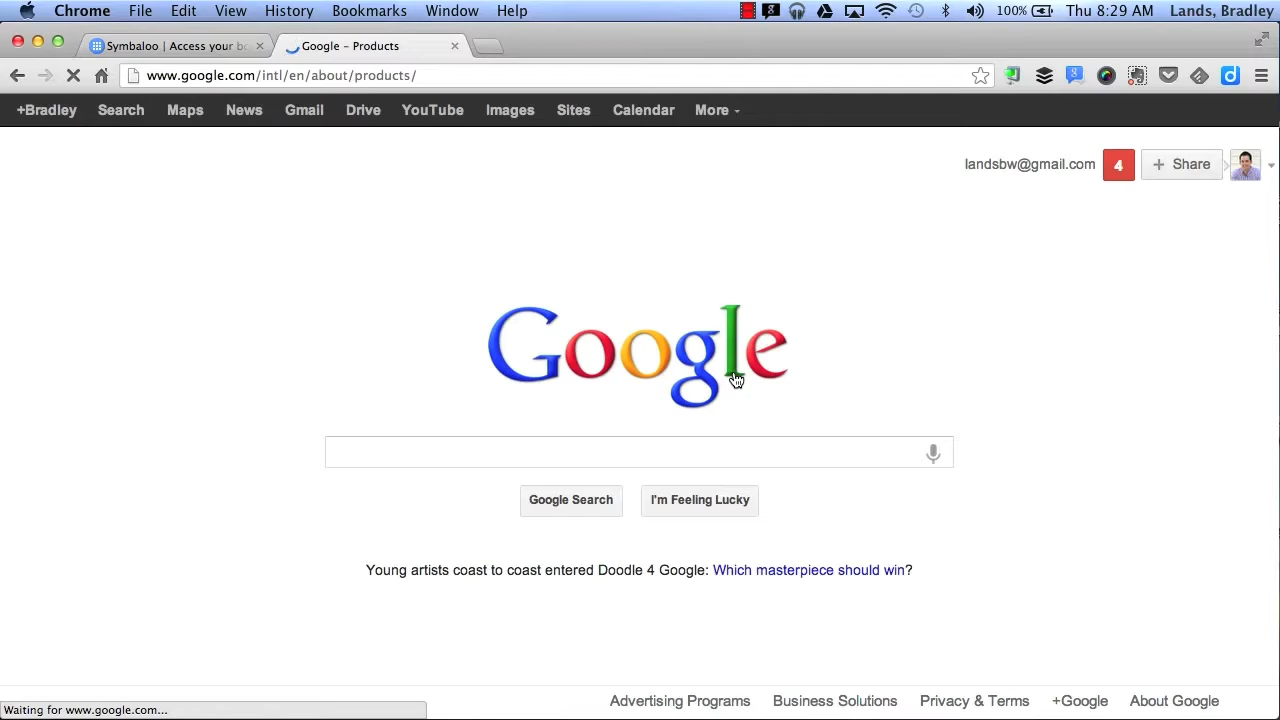 Chrome File Edit View History Bookmarks Window Help 100% Thu 8:29 AM Lands, Bradley
Symbaloo | Access your bo Google - Products
www.google.com/intl/en/about/products/
+Bradley Search Maps News Gmail Drive YouTube Images Sites Calendar More
landsbw@gmail.com 4 + Share
Google
Google Search I'm Feeling Lucky
Young artists coast to coast entered Doodle 4 Google: Which masterpiece should win?
Waiting for www.google.com... Advertising Programs Business Solutions Privacy & Terms +Google About Google